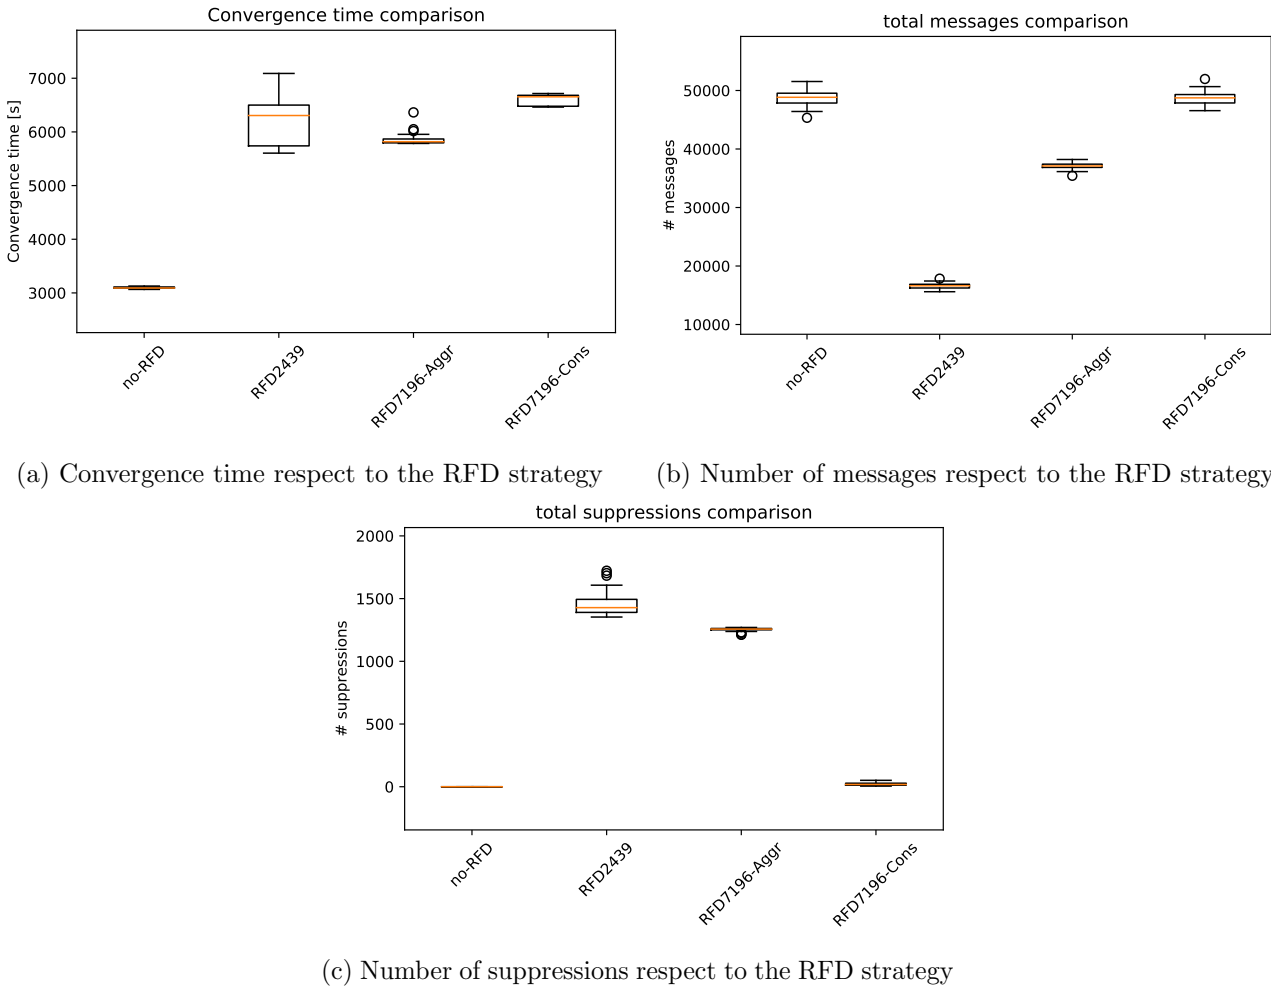 Convergence time comparison
Convergence time [s]
7000
6000
5000
4000
3000
no-RFD
RFD2439
RFD7196-Aggr
RFD7196-Cons
(a) Convergence time respect to the RFD strategy
total messages comparison
# messages
50000
40000
30000
20000
10000
no-RFD
RFD2439
RFD7196-Aggr
RFD7196-Cons
(b) Number of messages respect to the RFD strategy
total suppressions comparison
# suppressions
2000
1500
1000
500
0
no-RFD
RFD2439
RFD7196-Aggr
RFD7196-Cons
(c) Number of suppressions respect to the RFD strategy